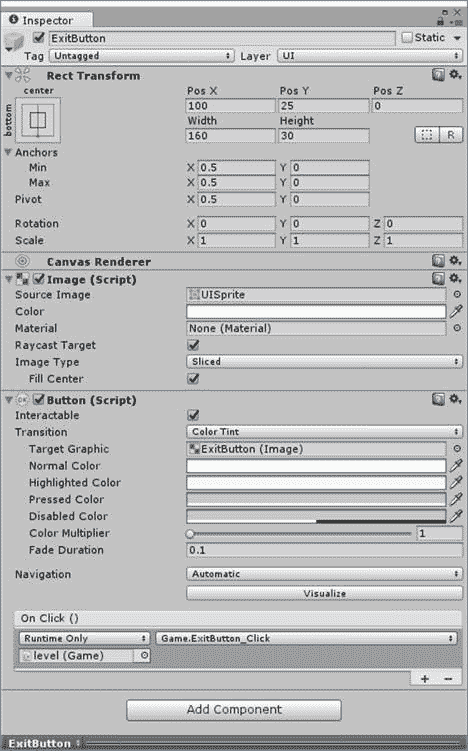 Inspector
ExitButton Static
Tag Untagged Layer UI
Rect Transform
center Pos X Pos Y Pos Z
bottom 100 25 0
Width Height
160 30 R
Anchors
Min X 0.5 Y 0
Max X 0.5 Y 0
Pivot X 0.5 Y 0
Rotation X 0 Y 0 Z 0
Scale X 1 Y 1 Z 1
Canvas Renderer
Image (Script)
Source Image UISprite
Color
Material None (Material)
Raycast Target
Image Type Sliced
Fill Center
Button (Script)
Interactable
Transition Color Tint
Target Graphic ExitButton (Image)
Normal Color
Highlighted Color
Pressed Color
Disabled Color
Color Multiplier 1
Fade Duration 0.1
Navigation Automatic
Visualize
On Click ()
Runtime Only Game.ExitButton_Click
level (Game)
+ −
Add Component
ExitButton